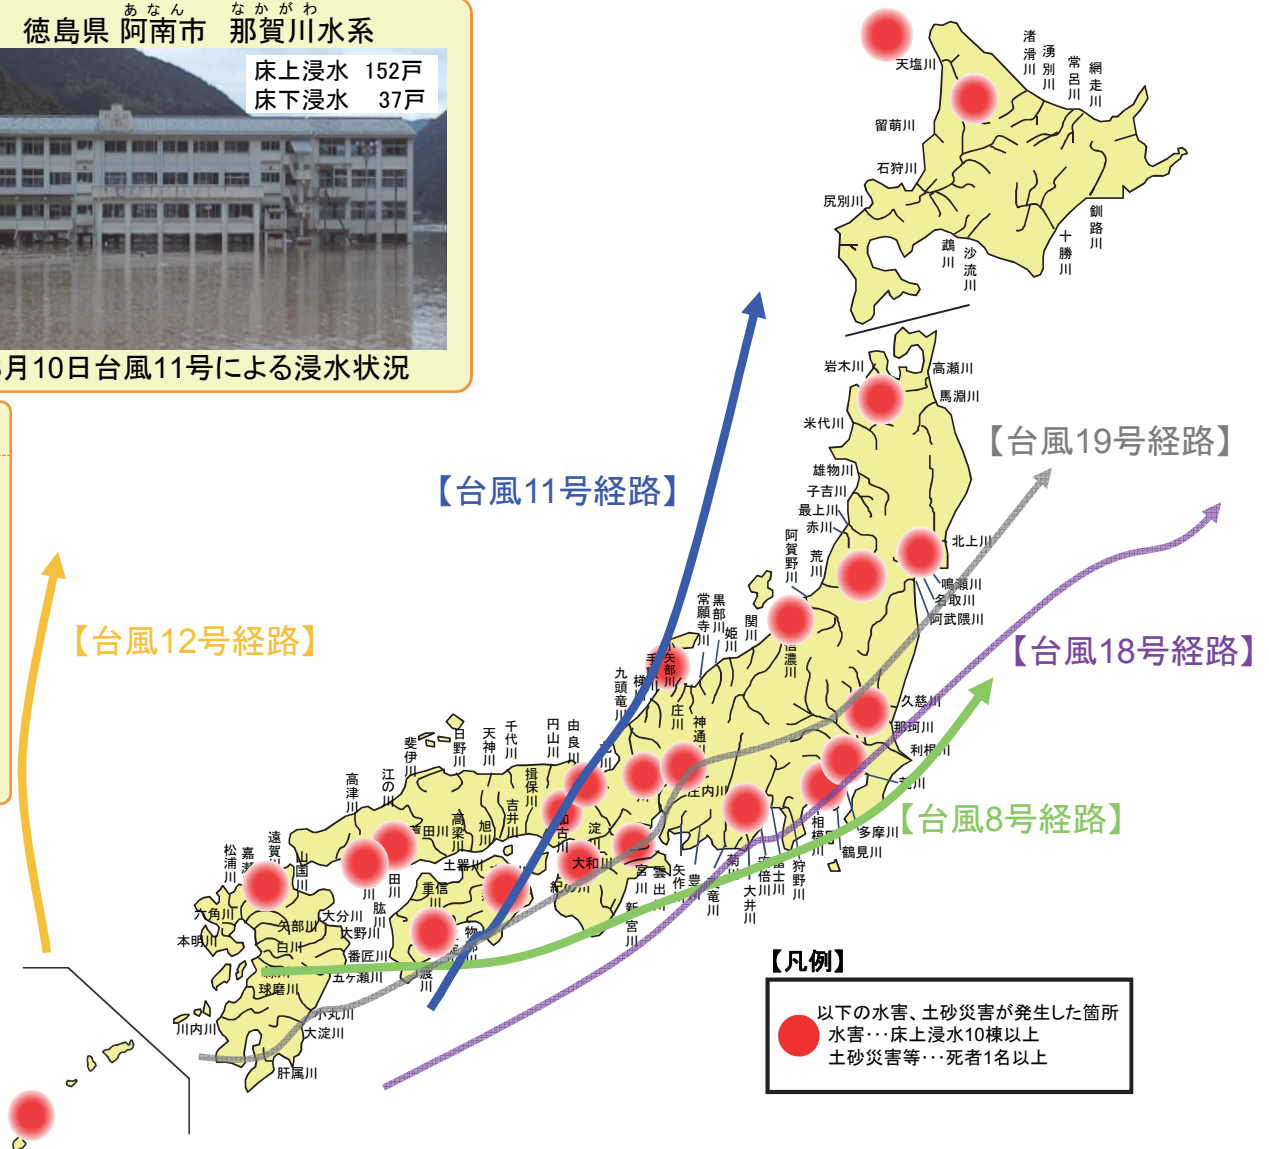 あなん なかがわ
徳島県 阿南市 那賀川水系
床上浸水 152戸
床下浸水 37戸
月10日台風11号による浸水状況
天塩川
渚滑川
湧別川
常呂川
網走川
留萌川
石狩川
尻別川
鵡川
沙流川
十勝川
釧路川
岩木川
高瀬川
馬淵川
米代川
【台風19号経路】
雄物川
子吉川
最上川
赤川
【台風11号経路】
阿賀野川
荒川
北上川
鳴瀬川
名取川
阿武隈川
【台風12号経路】
【台風18号経路】
常願寺川
黒部川
姫川
関川
信濃川
矢部川
九頭竜川
梯川
庄川
神通川
久慈川
那珂川
利根川
荒川
【台風8号経路】
多摩川
鶴見川
相模川
狩野川
富士川
安倍川
大井川
菊川
天竜川
豊川
矢作川
庄内川
雲出川
宮川
新宮川
紀の川
大和川
淀川
加古川
揖保川
円山川
由良川
北川
千代川
天神川
日野川
斐伊川
江の川
高津川
吉井川
旭川
高梁川
芦田川
土器川
重信川
肱川
物部川
渡川
遠賀川
山国川
松浦川
嘉瀬
六角川
本明川
矢部川
白川
緑川
球磨川
大分川
大野川
番匠川
五ヶ瀬川
小丸川
大淀川
川内川
肝属川
【凡例】
以下の水害、土砂災害が発生した箇所
水害･･･床上浸水10棟以上
土砂災害等･･･死者1名以上